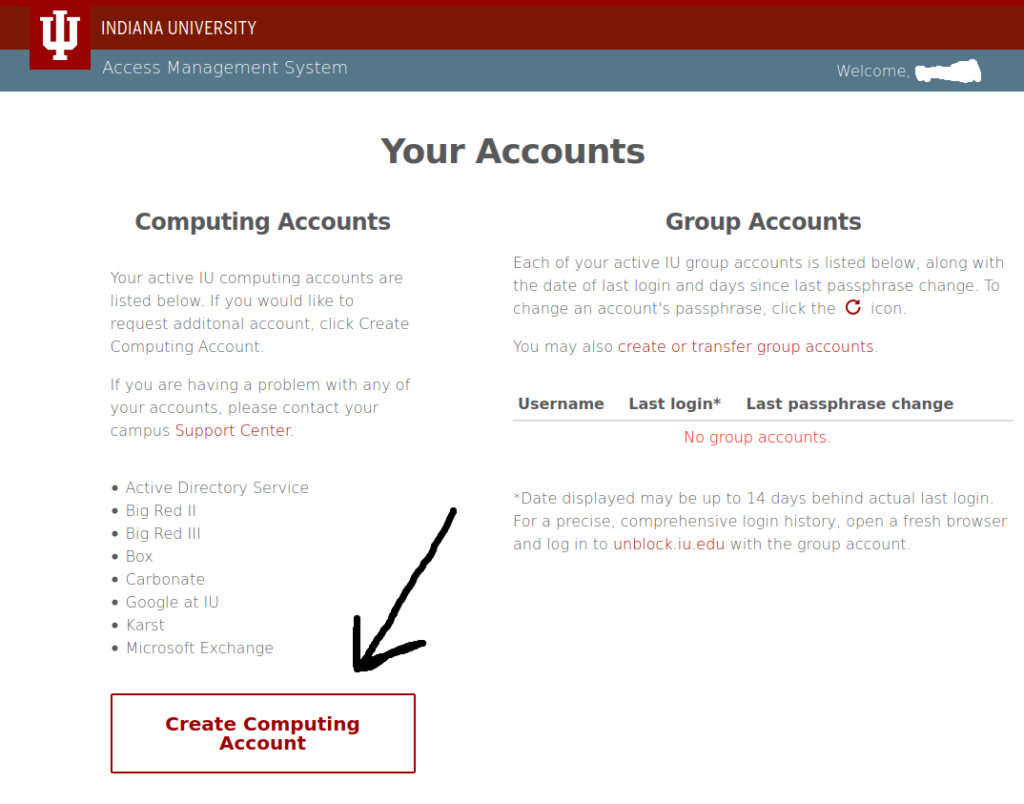 INDIANA UNIVERSITY
Access Management System
Welcome,
Your Accounts
Computing Accounts
Your active IU computing accounts are
listed below. If you would like to
request additonal account, click Create
Computing Account.
If you are having a problem with any of
your accounts, please contact your
campus Support Center.
• Active Directory Service
• Big Red II
• Big Red III
• Box
• Carbonate
• Google at IU
• Karst
• Microsoft Exchange
Create Computing
Account
Group Accounts
Each of your active IU group accounts is listed below, along with
the date of last login and days since last passphrase change. To
change an account's passphrase, click the icon.
You may also create or transfer group accounts.
Username Last login* Last passphrase change
No group accounts.
*Date displayed may be up to 14 days behind actual last login.
For a precise, comprehensive login history, open a fresh browser
and log in to unblock.iu.edu with the group account.